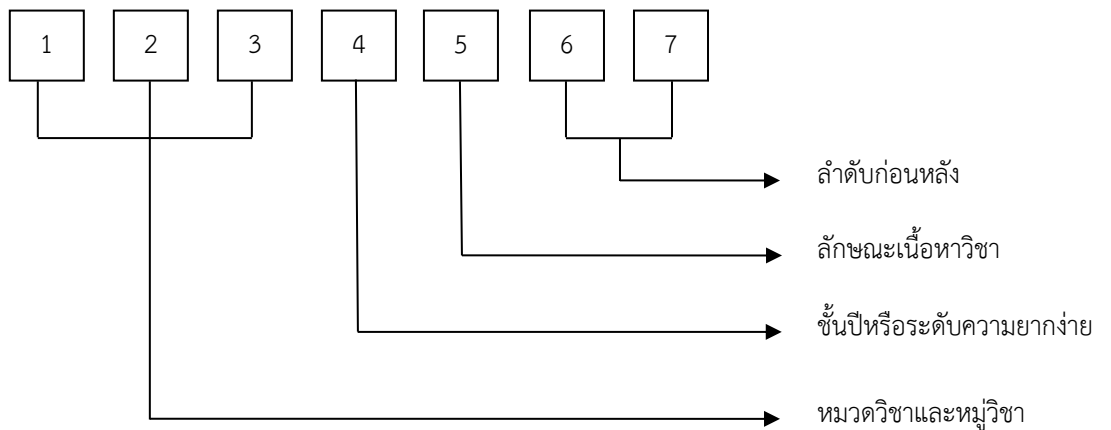 1 2 3 4 5 6 7
ลำดับก่อนหลัง
ลักษณะเนื้อหาวิชา
ชั้นปีหรือระดับความยากง่าย
หมวดวิชาและหมู่วิชา